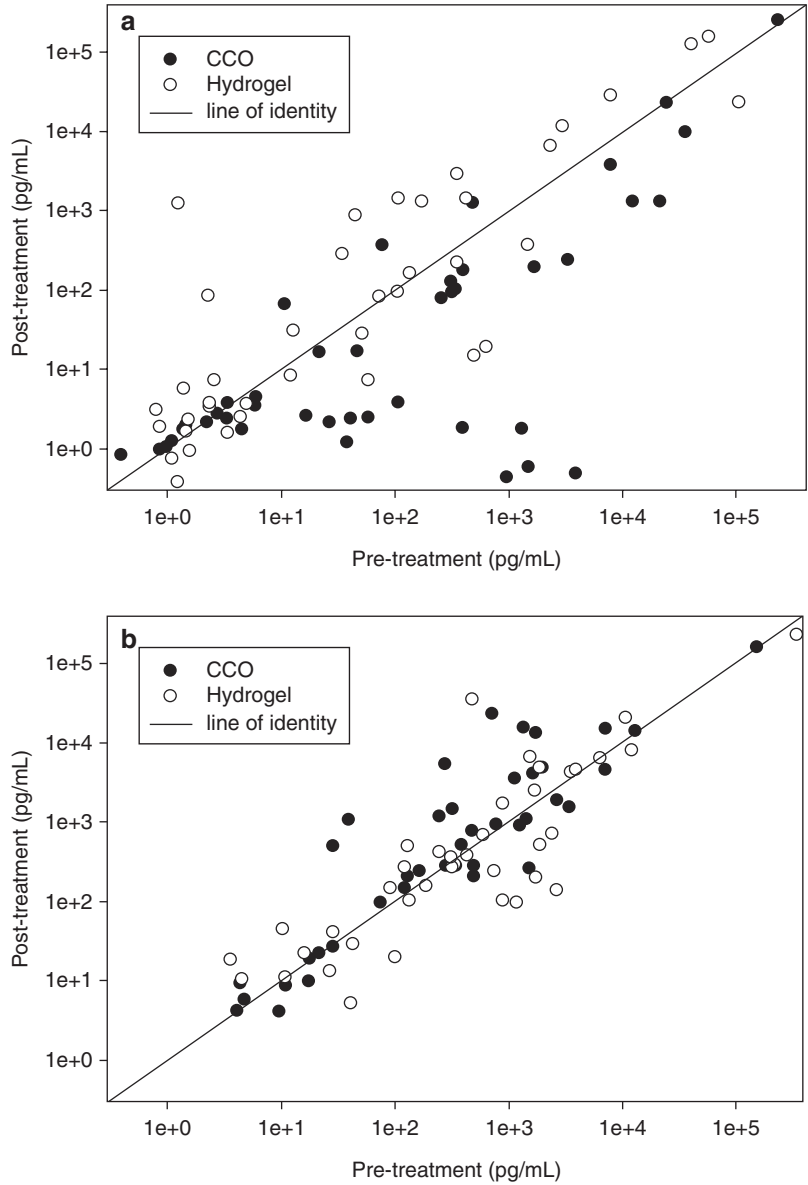 a
CCO
Hydrogel
line of identity
Post-treatment (pg/mL)
1e+5
1e+4
1e+3
1e+2
1e+1
1e+0
1e+0 1e+1 1e+2 1e+3 1e+4 1e+5
Pre-treatment (pg/mL)
b
CCO
Hydrogel
line of identity
Post-treatment (pg/mL)
1e+5
1e+4
1e+3
1e+2
1e+1
1e+0
1e+0 1e+1 1e+2 1e+3 1e+4 1e+5
Pre-treatment (pg/mL)